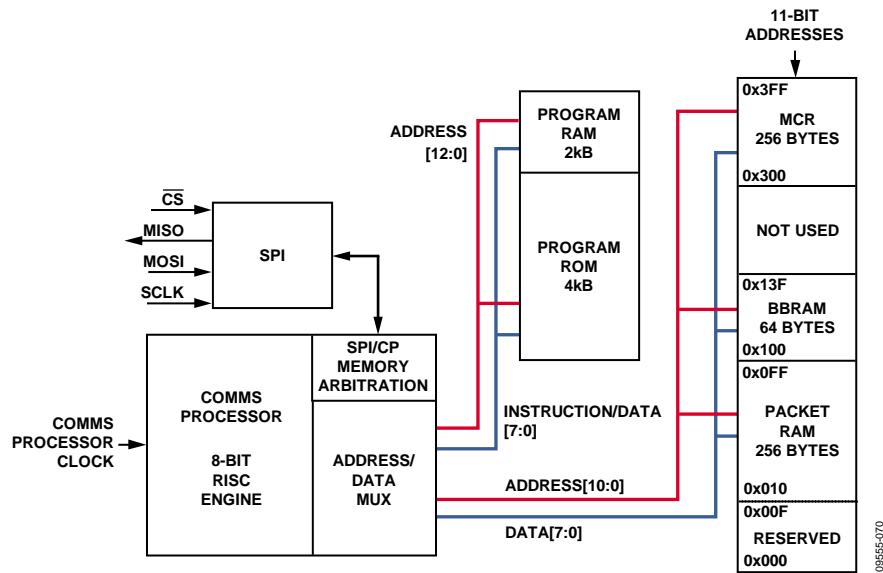 11-BIT
ADDRESSES
0x3FF
MCR
256 BYTES
0x300
NOT USED
0x13F
BBRAM
64 BYTES
0x100
0x0FF
PACKET
RAM
256 BYTES
0x010
0x00F
RESERVED
0x000
PROGRAM
RAM
2kB
PROGRAM
ROM
4kB
ADDRESS
[12:0]
CS
MISO
MOSI
SCLK
SPI
SPI/CP
MEMORY
ARBITRATION
COMMS
PROCESSOR
8-BIT
RISC
ENGINE
ADDRESS/
DATA
MUX
COMMS
PROCESSOR
CLOCK
INSTRUCTION/DATA
[7:0]
ADDRESS[10:0]
DATA[7:0]
09555-070